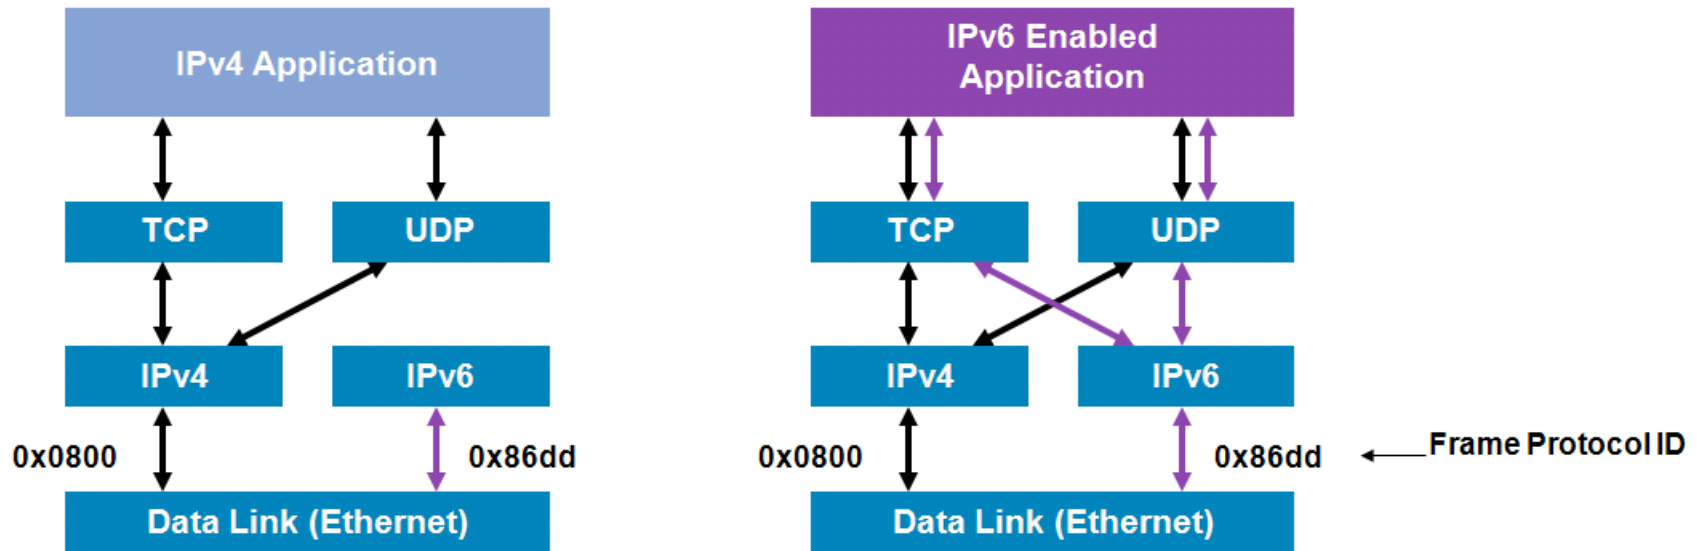 IPv4 Application
TCP
UDP
IPv4
IPv6
0x0800
0x86dd
Data Link (Ethernet)
IPv6 Enabled
Application
TCP
UDP
IPv4
IPv6
0x0800
0x86dd
Frame Protocol ID
Data Link (Ethernet)